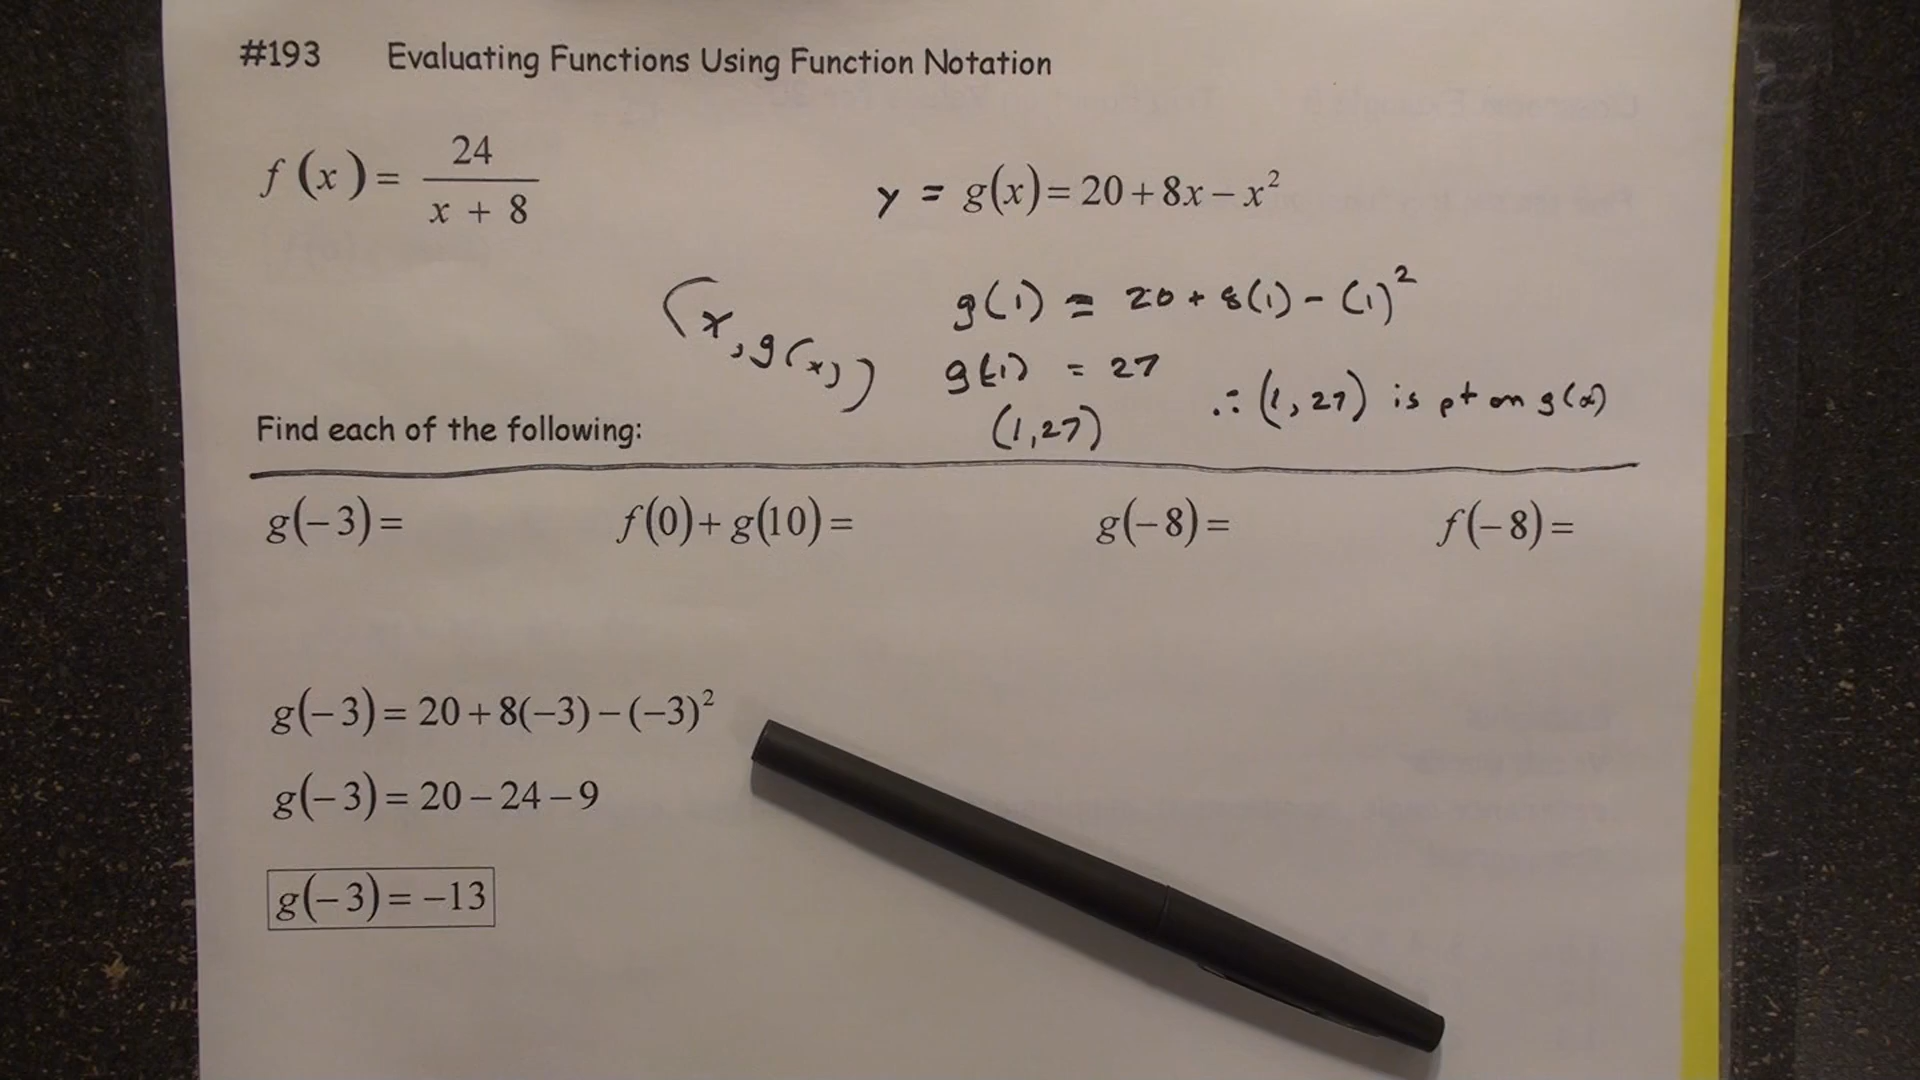 #193 Evaluating Functions Using Function Notation
f(x) = 24 / (x + 8)
y = g(x) = 20 + 8x − x²
g(1) = 20 + 8(1) − (1)²
(x, g(x))
g(1) = 27
∴ (1, 27) is pt on g(x)
(1,27)
Find each of the following:
g(−3) = f(0) + g(10) = g(−8) = f(−8) =
g(−3) = 20 + 8(−3) − (−3)²
g(−3) = 20 − 24 − 9
g(−3) = −13